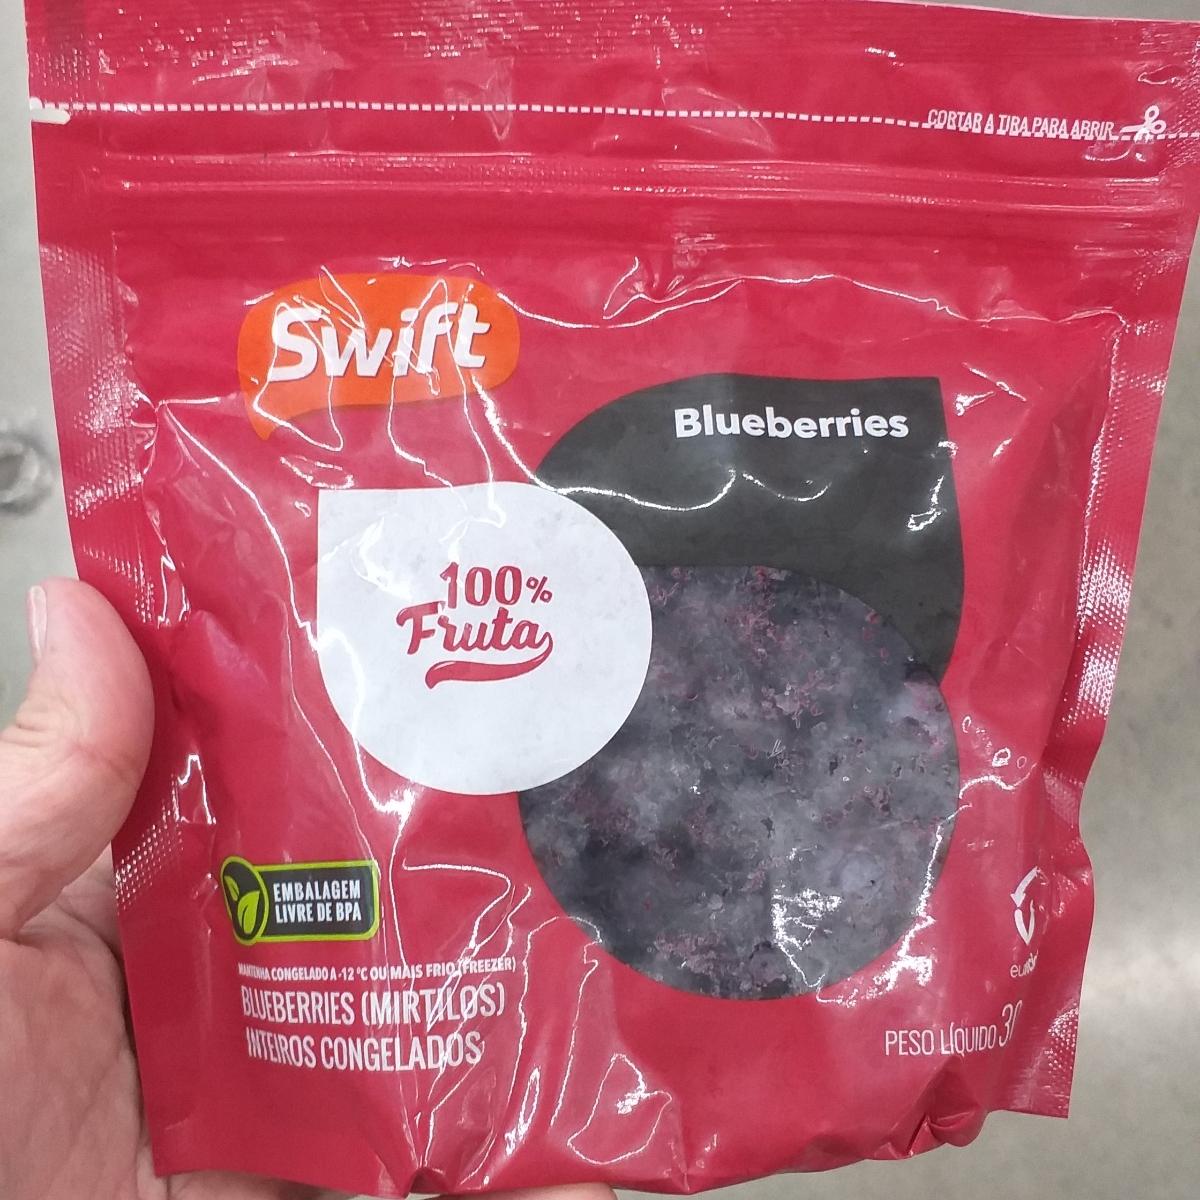 CORTAR A TIRA PARA ABRIR
Swift
Blueberries
100%
Fruta
EMBALAGEM
LIVRE DE BPA
MANTENHA CONGELADO A -12 °C OU MAIS FRIO (FREEZER)
BLUEBERRIES (MIRTILOS)
INTEIROS CONGELADOS
PESO LÍQUIDO